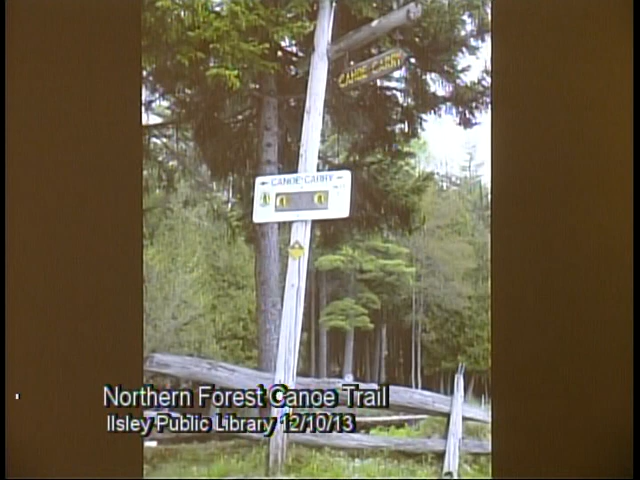 CANOE CARRY
CANOE CARRY
Northern Forest Canoe Trail
Ilsley Public Library 12/10/13